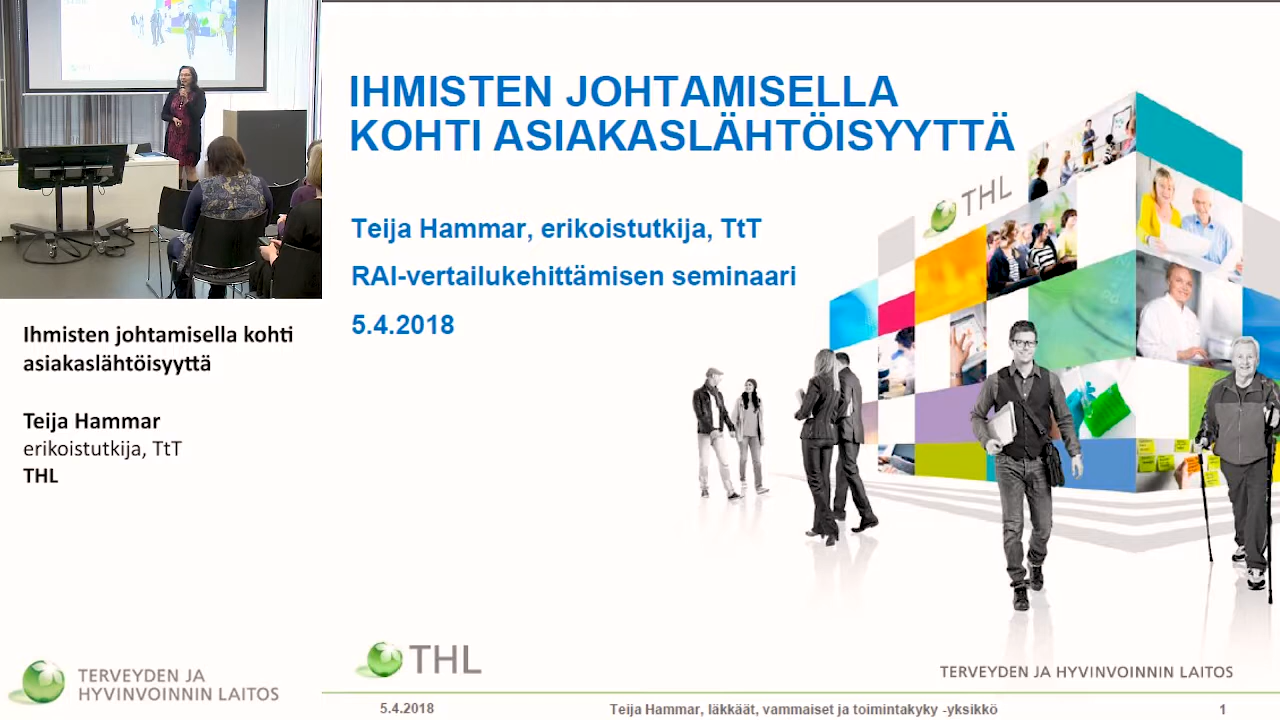 Ihmisten johtamisella kohti
asiakaslähtöisyyttä
Teija Hammar
erikoistutkija, TtT
THL
TERVEYDEN JA
HYVINVOINNIN LAITOS
IHMISTEN JOHTAMISELLA
KOHTI ASIAKASLÄHTÖISYYTTÄ
Teija Hammar, erikoistutkija, TtT
RAI-vertailukehittämisen seminaari
5.4.2018
THL
THL
TERVEYDEN JA HYVINVOINNIN LAITOS
5.4.2018
Teija Hammar, läkkäät, vammaiset ja toimintakyky -yksikkö
1